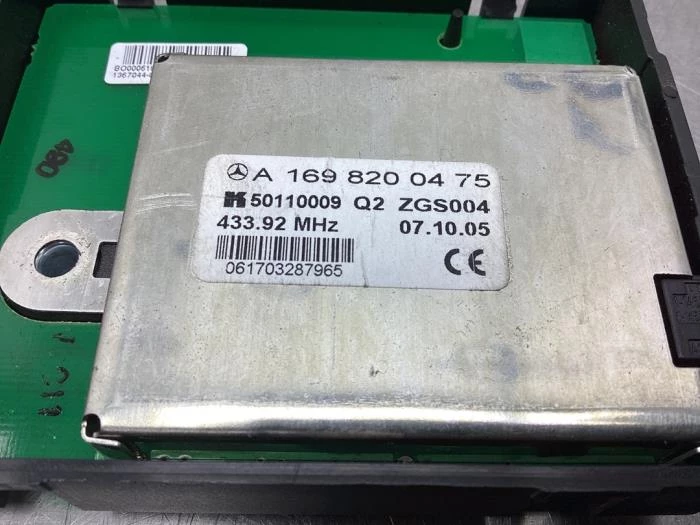 A 169 820 04 75
50110009 Q2 ZGS004
433.92 MHz 07.10.05
061703287965
CE
480